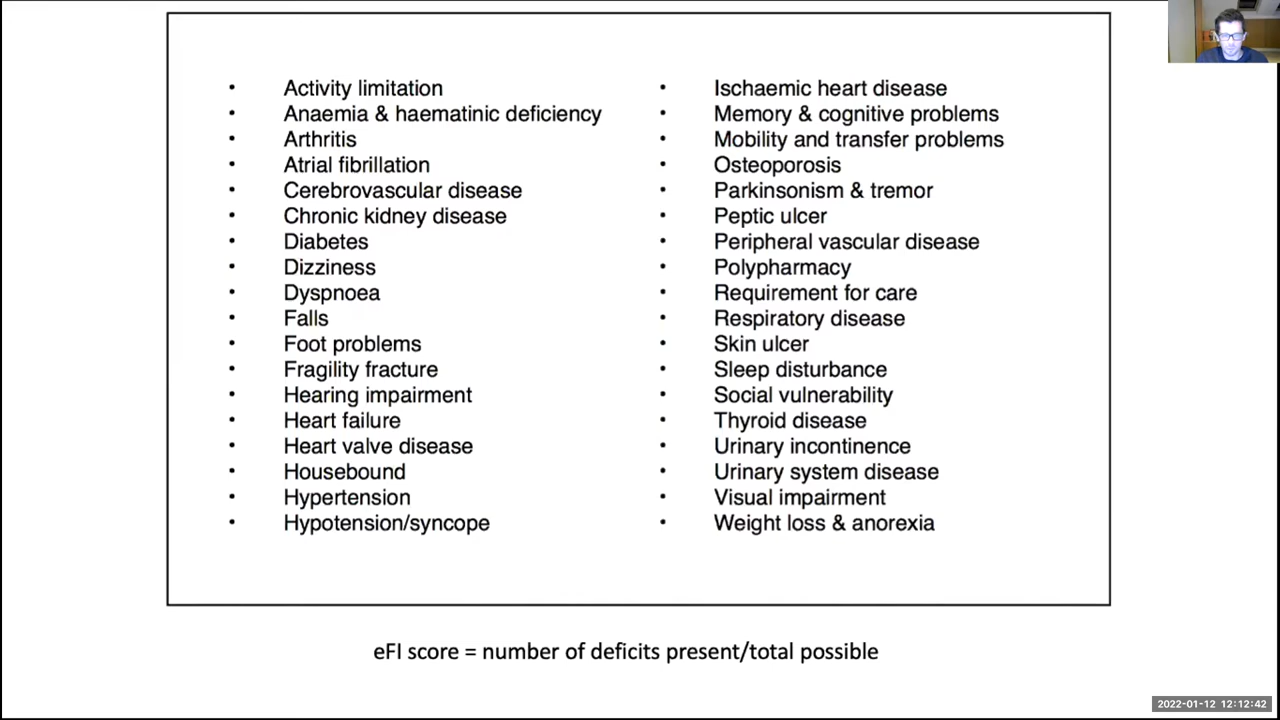 • Activity limitation
• Anaemia & haematinic deficiency
• Arthritis
• Atrial fibrillation
• Cerebrovascular disease
• Chronic kidney disease
• Diabetes
• Dizziness
• Dyspnoea
• Falls
• Foot problems
• Fragility fracture
• Hearing impairment
• Heart failure
• Heart valve disease
• Housebound
• Hypertension
• Hypotension/syncope
• Ischaemic heart disease
• Memory & cognitive problems
• Mobility and transfer problems
• Osteoporosis
• Parkinsonism & tremor
• Peptic ulcer
• Peripheral vascular disease
• Polypharmacy
• Requirement for care
• Respiratory disease
• Skin ulcer
• Sleep disturbance
• Social vulnerability
• Thyroid disease
• Urinary incontinence
• Urinary system disease
• Visual impairment
• Weight loss & anorexia
eFI score = number of deficits present/total possible
2022-01-12 12:12:42